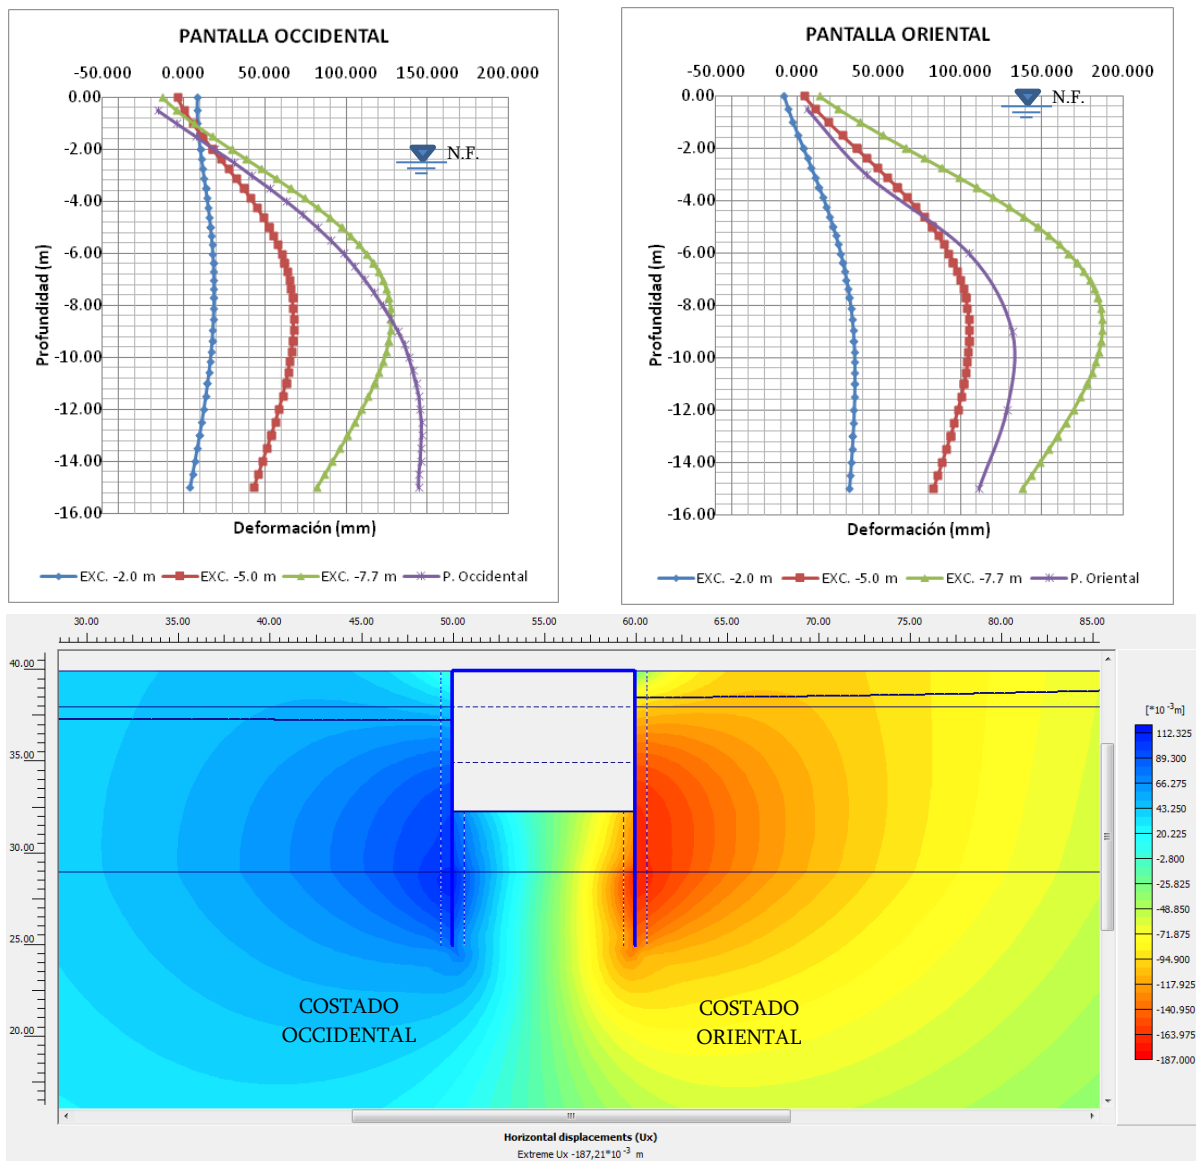 PANTALLA OCCIDENTAL
-50.000 0.000 50.000 100.000 150.000 200.000
0.00
-2.00
-4.00
-6.00
-8.00
-10.00
-12.00
-14.00
-16.00
Profundidad (m)
N.F.
Deformación (mm)
EXC. -2.0 m EXC. -5.0 m EXC. -7.7 m P. Occidental
PANTALLA ORIENTAL
-50.000 0.000 50.000 100.000 150.000 200.000
0.00
-2.00
-4.00
-6.00
-8.00
-10.00
-12.00
-14.00
-16.00
Profundidad (m)
N.F.
Deformación (mm)
EXC. -2.0 m EXC. -5.0 m EXC. -7.7 m P. Oriental
30.00 35.00 40.00 45.00 50.00 55.00 60.00 65.00 70.00 75.00 80.00 85.00
40.00
35.00
30.00
25.00
20.00
COSTADO
OCCIDENTAL
COSTADO
ORIENTAL
[*10 -3 m]
112.325
89.300
66.275
43.250
20.225
-2.800
-25.825
-48.850
-71.875
-94.900
-117.925
-140.950
-163.975
-187.000
Horizontal displacements (Ux)
Extreme Ux -187,21*10 -3 m